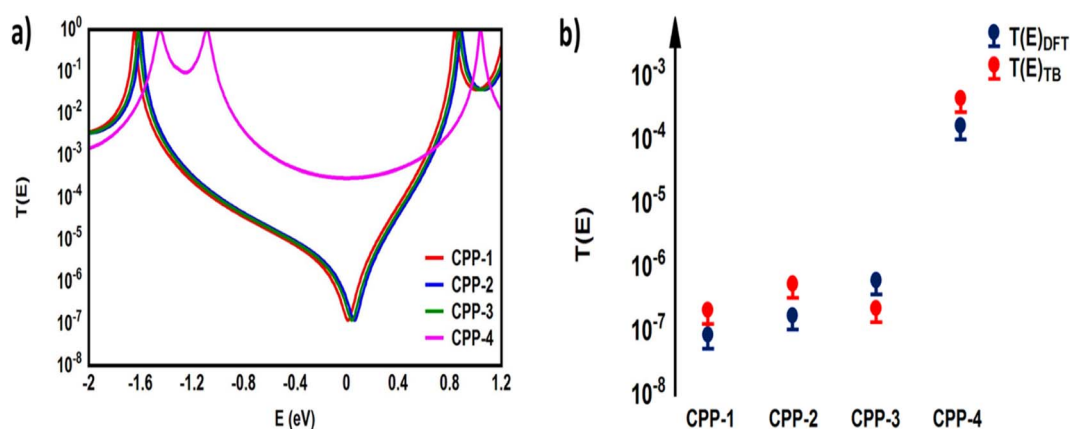 a)
10^0
10^-1
10^-2
10^-3
10^-4
10^-5
10^-6
10^-7
10^-8
T(E)
CPP-1
CPP-2
CPP-3
CPP-4
-2 -1.6 -1.2 -0.8 -0.4 0 0.4 0.8 1.2
E (eV)
b)
T(E)DFT
T(E)TB
10^-3
10^-4
10^-5
10^-6
10^-7
10^-8
T(E)
CPP-1 CPP-2 CPP-3 CPP-4